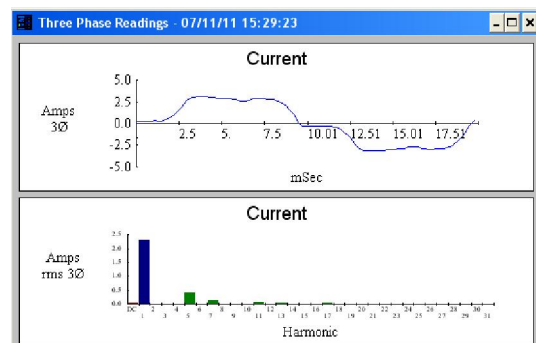 Three Phase Readings - 07/11/11 15:29:23
Current
5.0
Amps 2.5
3Ø 0.0
2.5 5. 7.5 10.01 12.51 15.01 17.51
-2.5
-5.0
mSec
Current
2.5
2.0
Amps 1.5
rms 3Ø 1.0
0.5
0.0
DC 2 4 6 8 10 12 14 16 18 20 22 24 26 28 30
1 3 5 7 9 11 13 15 17 19 21 23 25 27 29 31
Harmonic